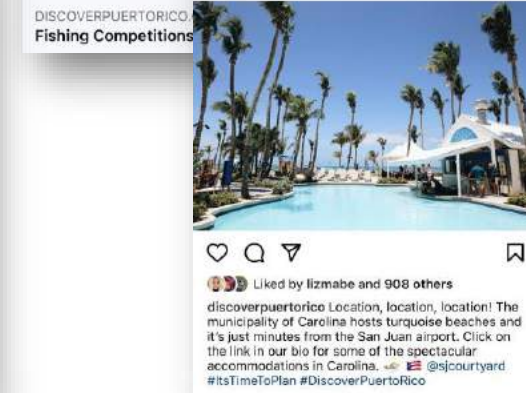 DISCOVERPUERTORICO.
Fishing Competitions
Liked by lizmabe and 908 others
discoverpuertorico Location, location, location! The
municipality of Carolina hosts turquoise beaches and
it's just minutes from the San Juan airport. Click on
the link in our bio for some of the spectacular
accommodations in Carolina. 🇵🇷 @sjcourtyard
#ItsTimeToPlan #DiscoverPuertoRico